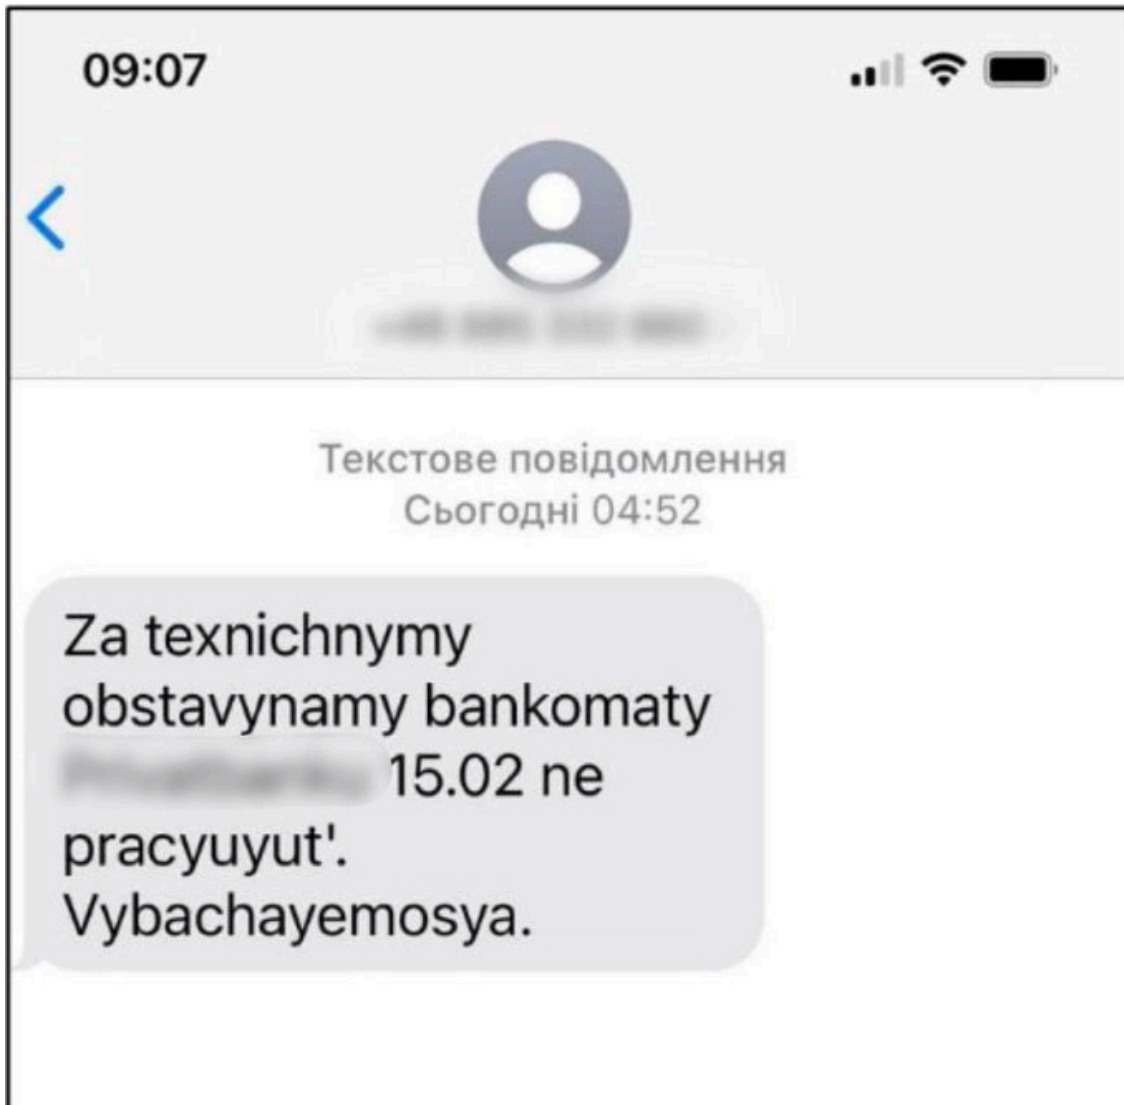 09:07
Текстове повідомлення
Сьогодні 04:52
Za texnichnymy
obstavynamy bankomaty
15.02 ne
pracyuyut'.
Vybachayemosya.